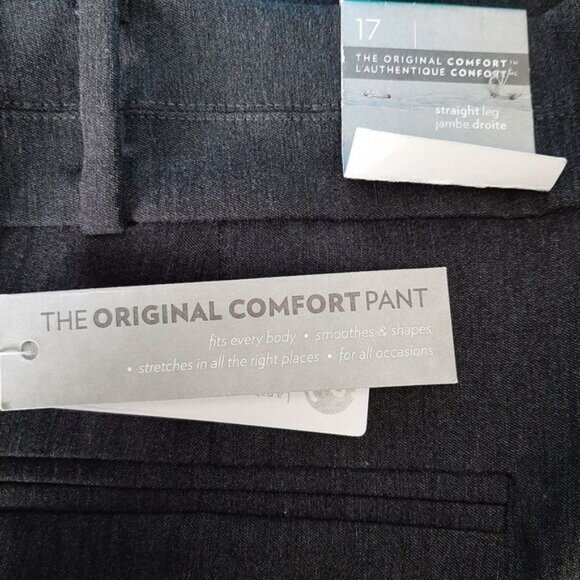 17
THE ORIGINAL COMFORT™
L'AUTHENTIQUE CONFORT MC
straight leg
jambe droite
THE ORIGINAL COMFORT PANT
fits every body • smoothes & shapes
• stretches in all the right places • for all occasions